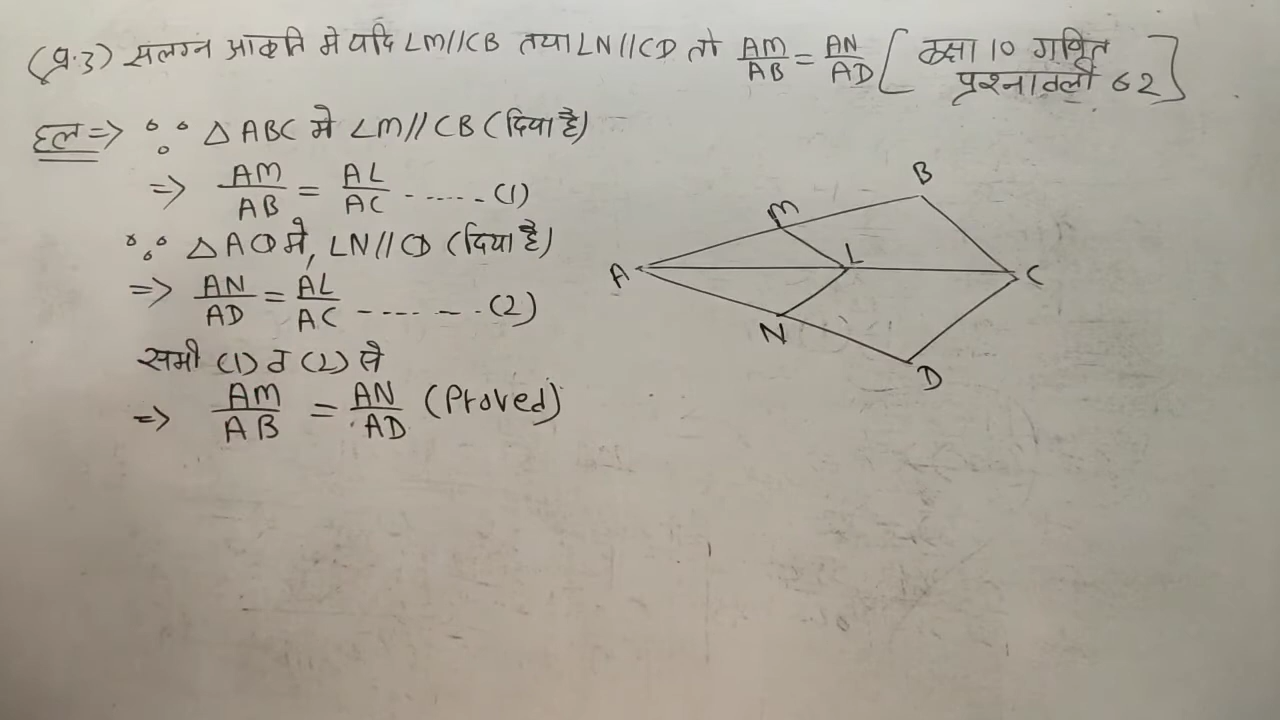 (प्र.3) सलग्न आकृति मे यदि LM//CB तथा LN//CD तो AM/AB = AN/AD [कक्षा 10 गणित
प्रश्नावली 6.2]
हल=> ∵ △ABC मे LM//CB (दिया है)
=> AM/AB = AL/AC ------ (1)
∵ △ACD मे, LN//CD (दिया है)
=> AN/AD = AL/AC ------ (2)
समी (1) व (2) से
=> AM/AB = AN/AD (Proved)
B
M
A
L
C
N
D